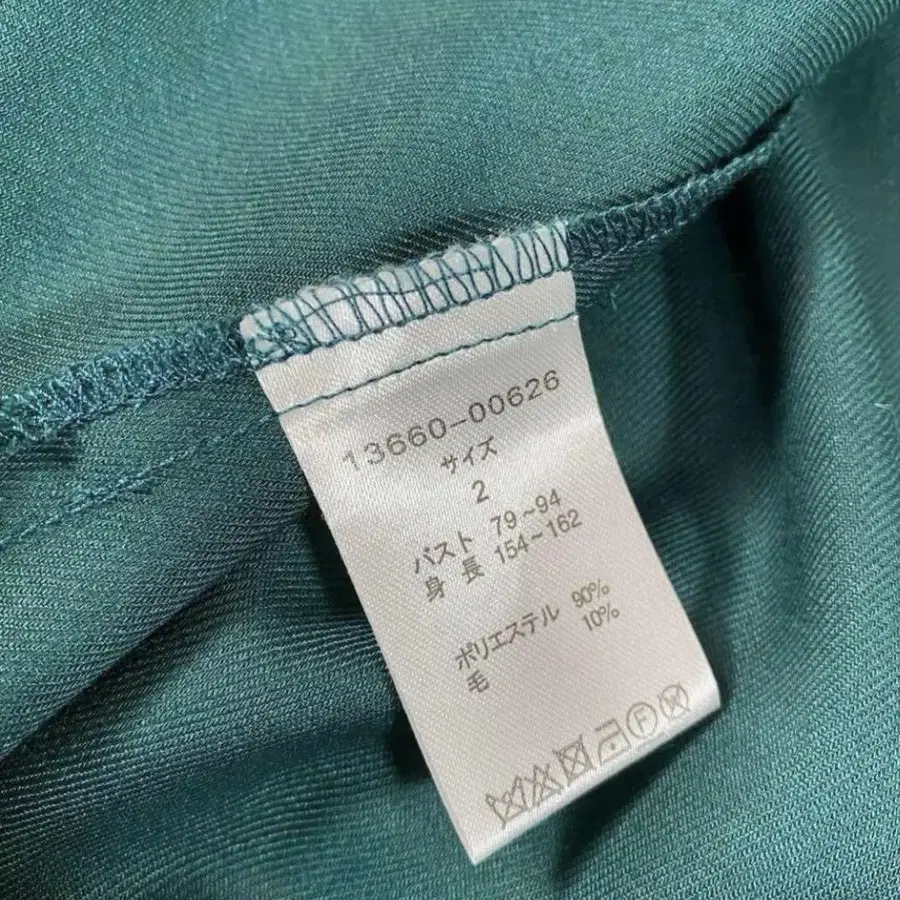 13660-00626
サイズ
2
バスト 79~94
身 長 154~162
ポリエステル 90%
毛 10%
F